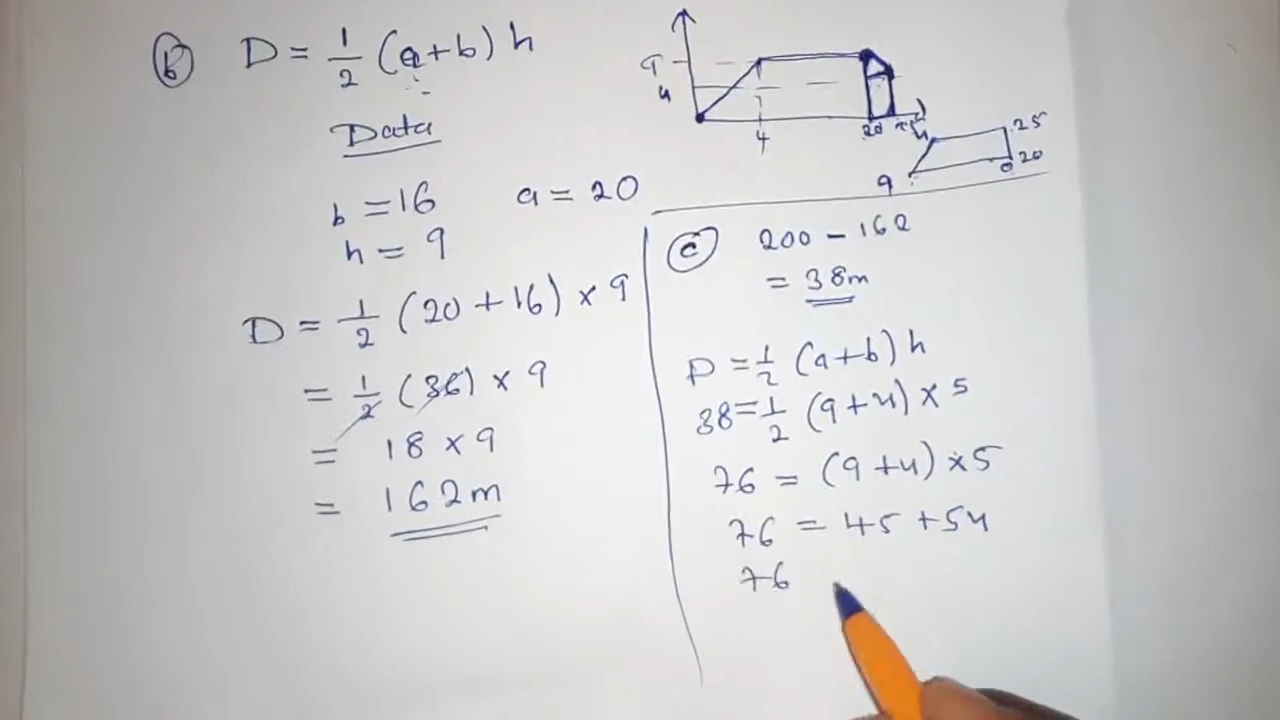 b D = 1/2 (a+b) h
Data
b = 16 a = 20
h = 9
D = 1/2 (20 + 16) × 9
= 1/2 (36) × 9
= 18 × 9
= 162m
9
u
4
20 25
u 25
20
9
c 200 - 162
= 38m
D = 1/2 (a+b) h
38 = 1/2 (9+u) × 5
76 = (9+u) × 5
76 = 45 + 5u
76